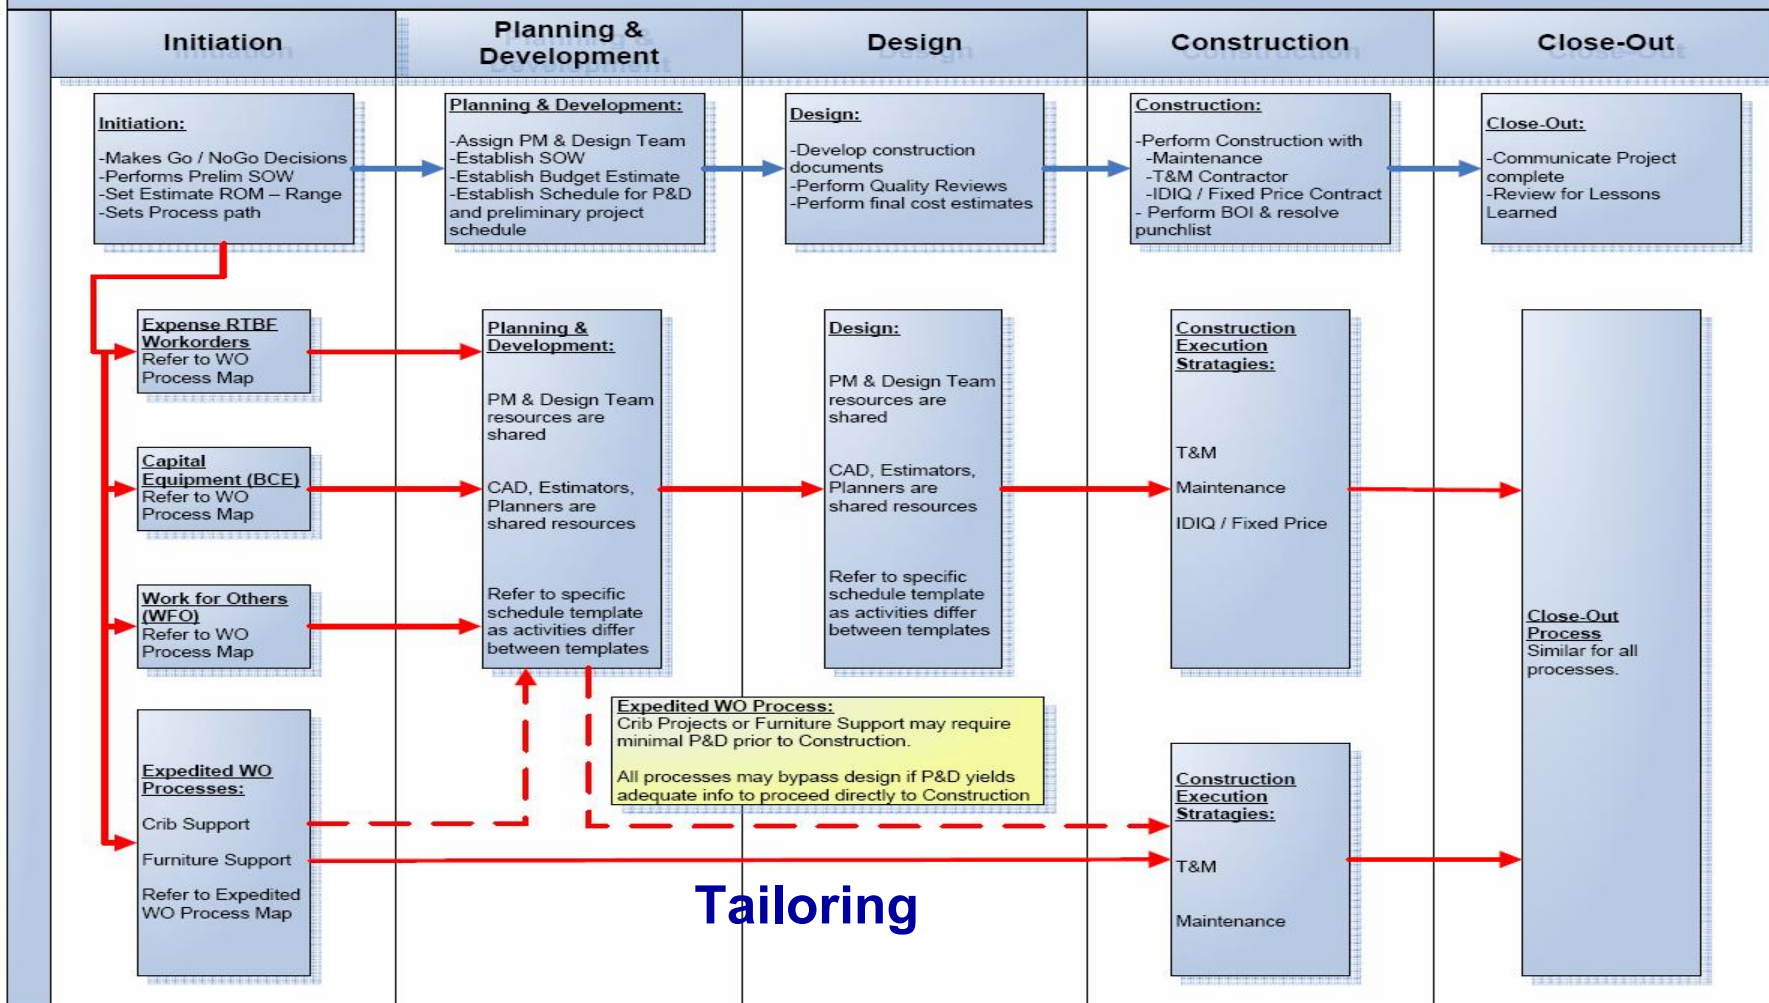 Initiation
Planning &
Development
Design
Construction
Close-Out
Initiation:
-Makes Go / NoGo Decisions
-Performs Prelim SOW
-Set Estimate ROM – Range
-Sets Process path
Planning & Development:
-Assign PM & Design Team
-Establish SOW
-Establish Budget Estimate
-Establish Schedule for P&D
and preliminary project
schedule
Design:
-Develop construction
documents
-Perform Quality Reviews
-Perform final cost estimates
Construction:
-Perform Construction with
-Maintenance
-T&M Contractor
-IDIQ / Fixed Price Contract
- Perform BOI & resolve
punchlist
Close-Out:
-Communicate Project
complete
-Review for Lessons
Learned
Expense RTBF
Workorders
Refer to WO
Process Map
Capital
Equipment (BCE)
Refer to WO
Process Map
Work for Others
(WFO)
Refer to WO
Process Map
Expedited WO
Processes:
Crib Support
Furniture Support
Refer to Expedited
WO Process Map
Planning &
Development:
PM & Design Team
resources are
shared
CAD, Estimators,
Planners are
shared resources
Refer to specific
schedule template
as activities differ
between templates
Design:
PM & Design Team
resources are
shared
CAD, Estimators,
Planners are
shared resources
Refer to specific
schedule template
as activities differ
between templates
Expedited WO Process:
Crib Projects or Furniture Support may require
minimal P&D prior to Construction.
All processes may bypass design if P&D yields
adequate info to proceed directly to Construction
Construction
Execution
Stratagies:
T&M
Maintenance
IDIQ / Fixed Price
Construction
Execution
Stratagies:
T&M
Maintenance
Close-Out
Process
Similar for all
processes.
Tailoring